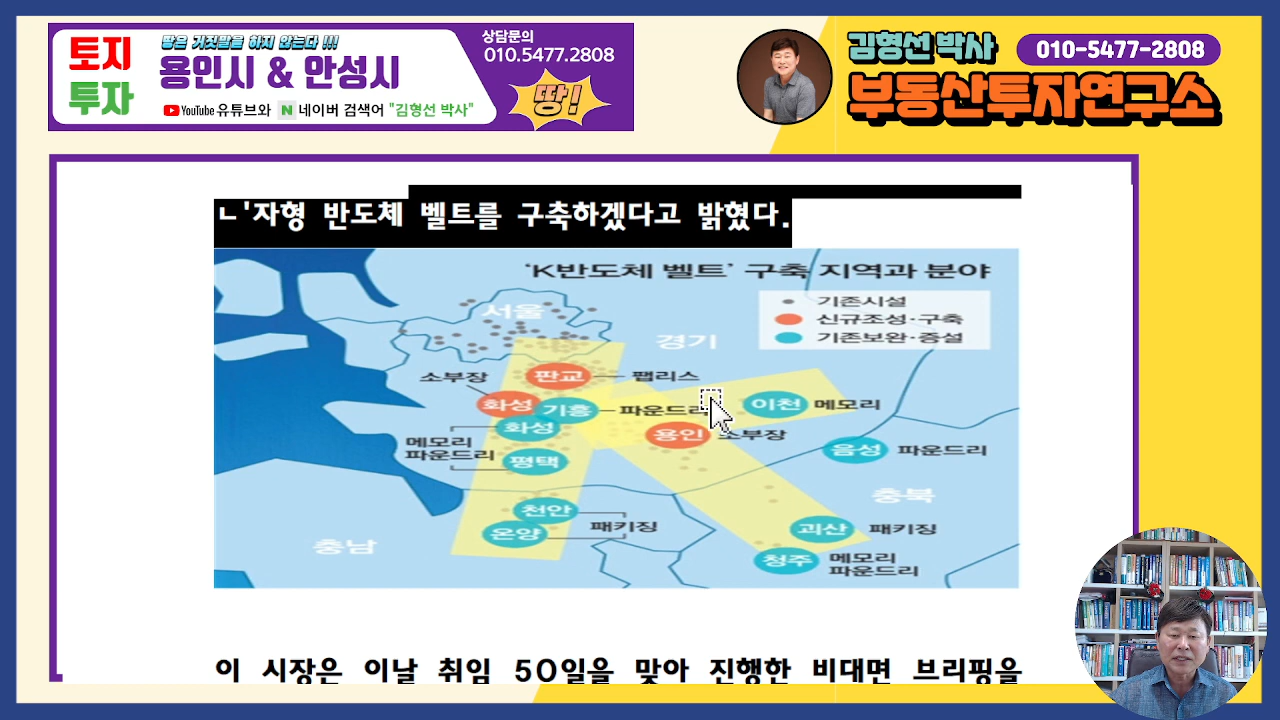 토지
투자
땅은 거짓말을 하지 않는다 !!!
용인시 & 안성시
YouTube 유튜브와 N 네이버 검색어 "김형선 박사"
상담문의
010.5477.2808
땅!
김형선 박사
010-5477-2808
부동산투자연구소
ㄴ'자형 반도체 벨트를 구축하겠다고 밝혔다.
'K반도체 벨트' 구축 지역과 분야
기존시설
신규조성·구축
기존보완·증설
서울
경기
소부장
판교
팹리스
화성
기흥
파운드리
이천
메모리
화성
용인
소부장
메모리
파운드리
평택
음성
파운드리
충북
천안
온양
패키징
괴산
패키징
충남
청주
메모리
파운드리
이 시장은 이날 취임 50일을 맞아 진행한 비대면 브리핑을